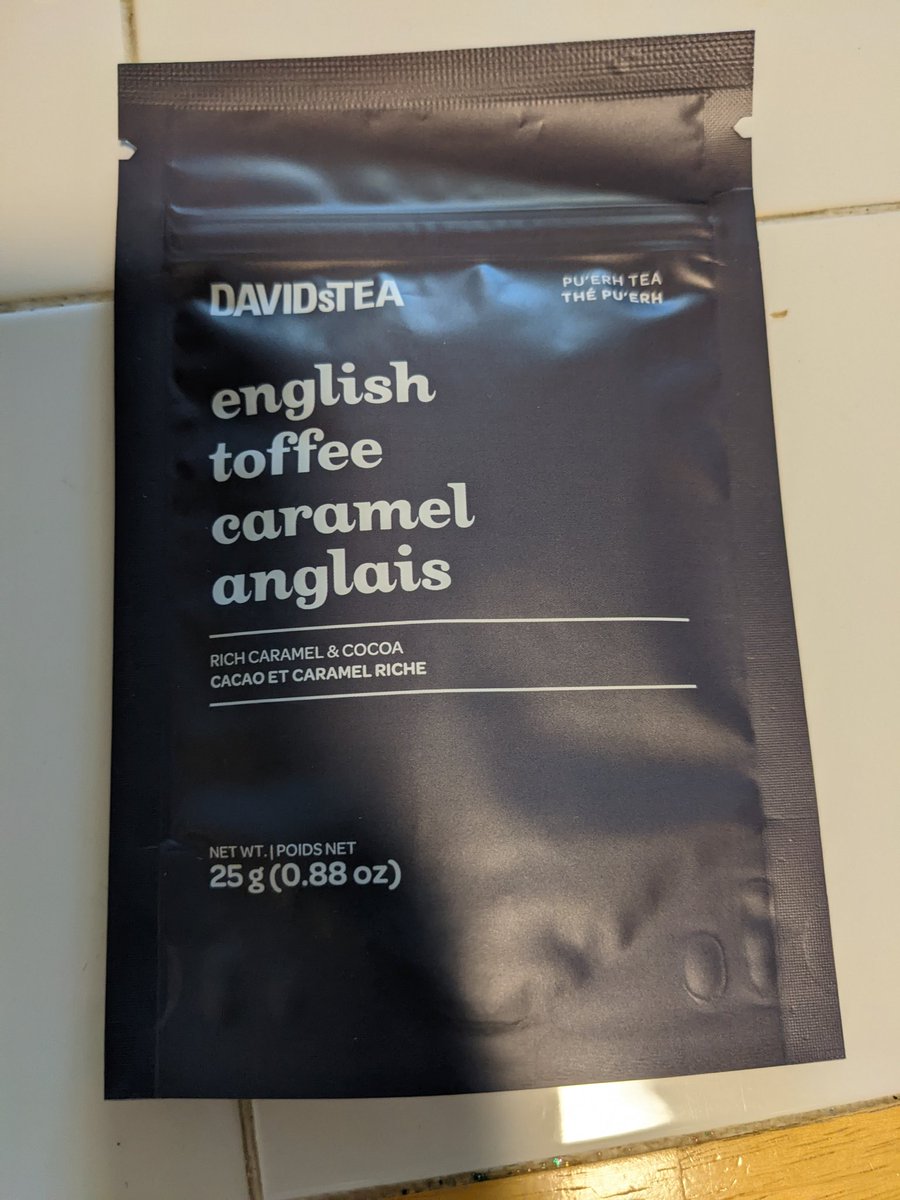 DAVIDsTEA
PU'ERH TEA
THÉ PU'ERH
english
toffee
caramel
anglais
RICH CARAMEL & COCOA
CACAO ET CARAMEL RICHE
NET WT. | POIDS NET
25 g (0.88 oz)